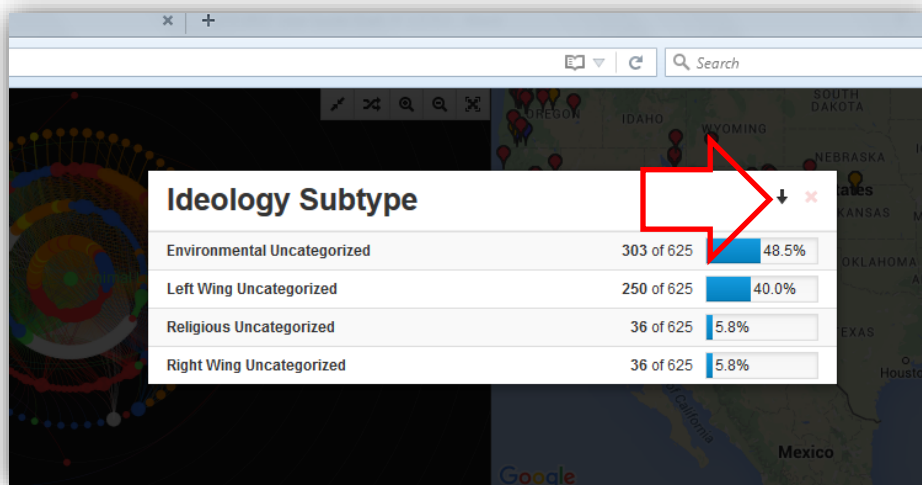 Search
SOUTH
DAKOTA
OREGON
IDAHO
WYOMING
NEBRASKA
Ideology Subtype
KANSAS
Environmental Uncategorized 303 of 625 48.5%
OKLAHOMA
Left Wing Uncategorized 250 of 625 40.0%
Religious Uncategorized 36 of 625 5.8%
Right Wing Uncategorized 36 of 625 5.8%
Mexico
Google